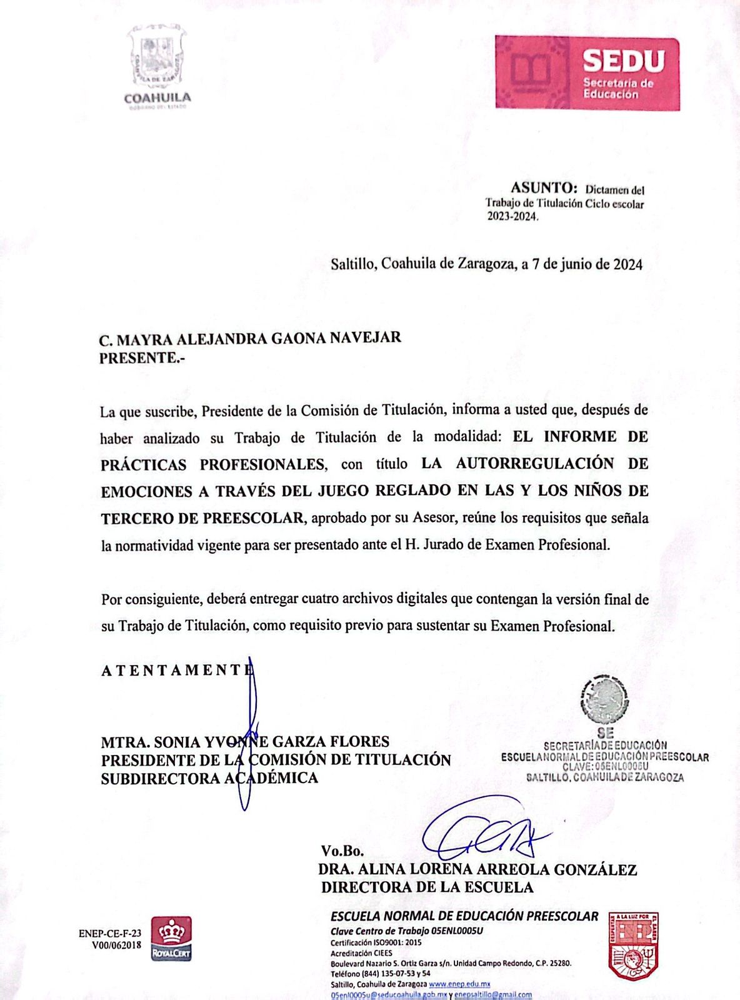 COAHUILA DE ZARAGOZA
COAHUILA
GOBIERNO DEL ESTADO
SEDU
Secretaría de
Educación
ASUNTO: Dictamen del
Trabajo de Titulación Ciclo escolar
2023-2024.
Saltillo, Coahuila de Zaragoza, a 7 de junio de 2024
C. MAYRA ALEJANDRA GAONA NAVEJAR
PRESENTE.-
La que suscribe, Presidente de la Comisión de Titulación, informa a usted que, después de
haber analizado su Trabajo de Titulación de la modalidad: EL INFORME DE
PRÁCTICAS PROFESIONALES, con título LA AUTORREGULACIÓN DE
EMOCIONES A TRAVÉS DEL JUEGO REGLADO EN LAS Y LOS NIÑOS DE
TERCERO DE PREESCOLAR, aprobado por su Asesor, reúne los requisitos que señala
la normatividad vigente para ser presentado ante el H. Jurado de Examen Profesional.
Por consiguiente, deberá entregar cuatro archivos digitales que contengan la versión final de
su Trabajo de Titulación, como requisito previo para sustentar su Examen Profesional.
ATENTAMENTE
MTRA. SONIA YVONNE GARZA FLORES
PRESIDENTE DE LA COMISIÓN DE TITULACIÓN
SUBDIRECTORA ACADÉMICA
SE
SECRETARÍA DE EDUCACIÓN
ESCUELA NORMAL DE EDUCACIÓN PREESCOLAR
CLAVE: 05ENL0005U
SALTILLO, COAHUILA DE ZARAGOZA
Vo.Bo.
DRA. ALINA LORENA ARREOLA GONZÁLEZ
DIRECTORA DE LA ESCUELA
ENEP-CE-F-23
V00/062018
ROYALCERT
ESCUELA NORMAL DE EDUCACIÓN PREESCOLAR
Clave Centro de Trabajo 05ENL0005U
Certificación ISO9001: 2015
Acreditación CIEES
Boulevard Nazario S. Ortiz Garza s/n. Unidad Campo Redondo, C.P. 25280.
Teléfono (844) 135-07-53 y 54
Saltillo, Coahuila de Zaragoza www.enep.edu.mx
05enl0005u@seducoahuila.gob.mx y enepsaltillo@gmail.com
DESPERTAR A LA LUZ POR EL SABER